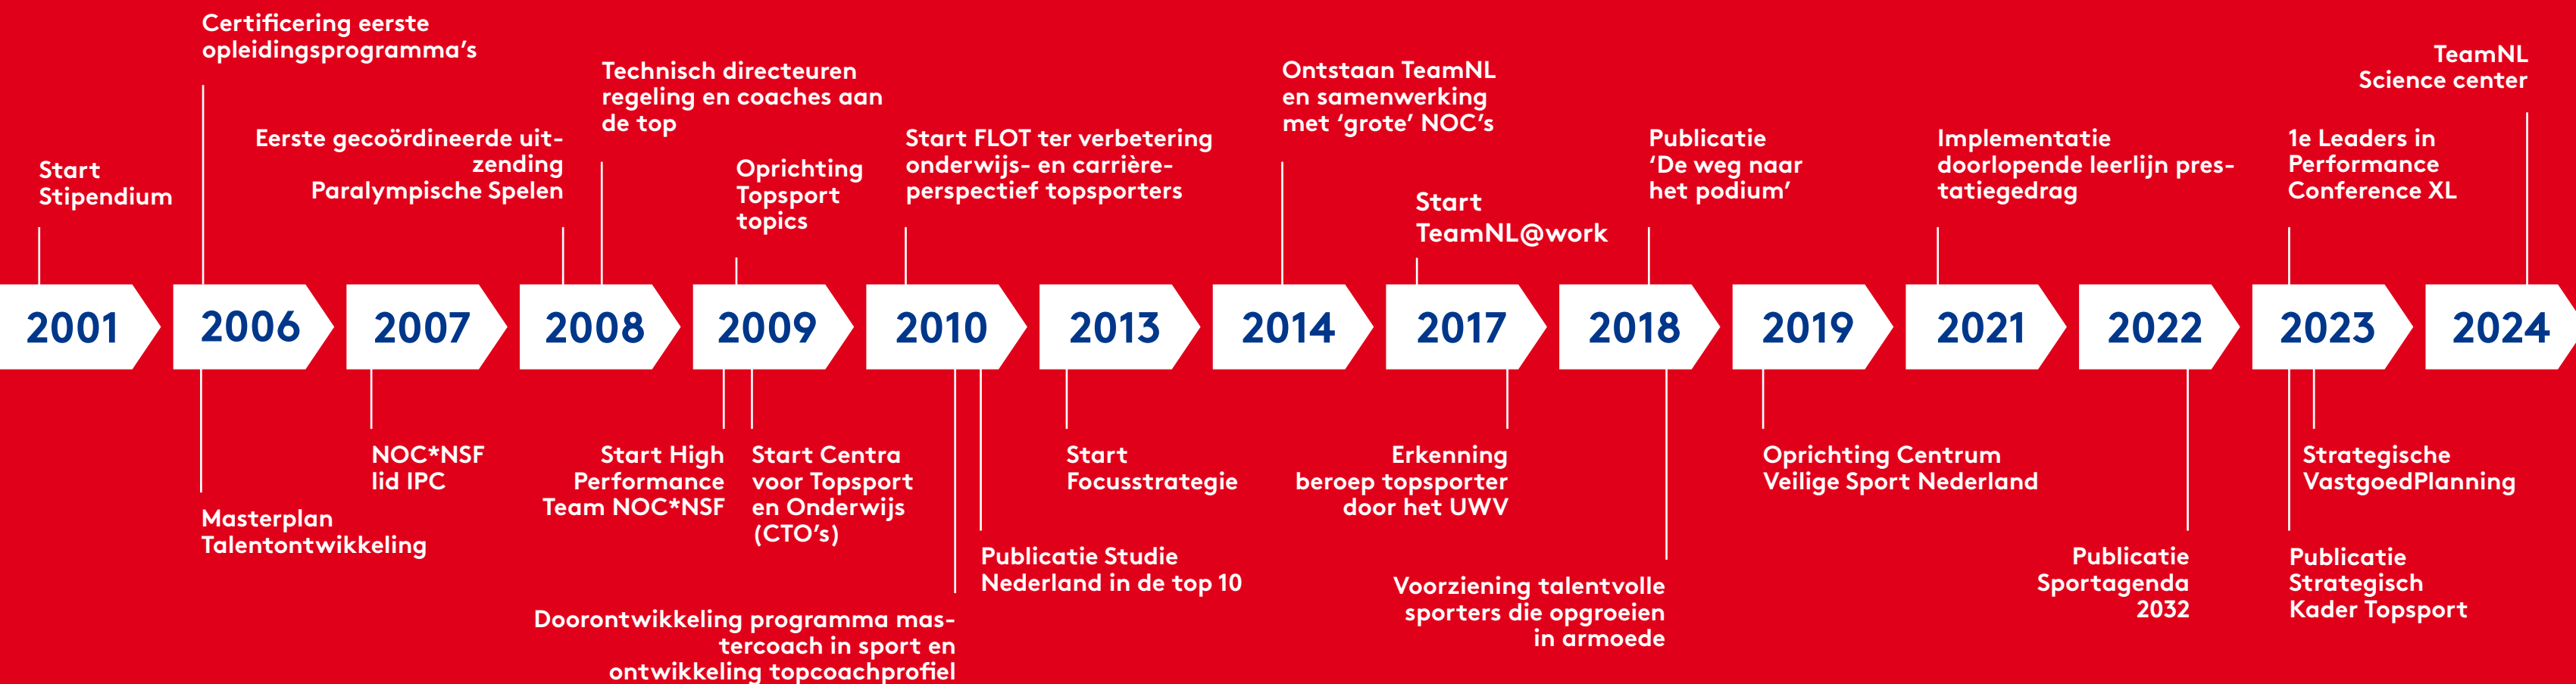 Certificering eerste
opleidingsprogramma's
Technisch directeuren
regeling en coaches aan
de top
Ontstaan TeamNL
en samenwerking
met 'grote' NOC's
TeamNL
Science center
Start
Stipendium
Eerste gecoördineerde uit-
zending
Paralympische Spelen
Oprichting
Topsport
topics
Start FLOT ter verbetering
onderwijs- en carrière-
perspectief topsporters
Start
TeamNL@work
Publicatie
'De weg naar
het podium'
Implementatie
doorlopende leerlijn pres-
tatiegedrag
1e Leaders in
Performance
Conference XL
2001
2006
2007
2008
2009
2010
2013
2014
2017
2018
2019
2021
2022
2023
2024
Masterplan
Talentontwikkeling
NOC*NSF
lid IPC
Start High
Performance
Team NOC*NSF
Start Centra
voor Topsport
en Onderwijs
(CTO's)
Doorontwikkeling programma mas-
tercoach in sport en
ontwikkeling topcoachprofiel
Publicatie Studie
Nederland in de top 10
Start
Focusstrategie
Erkenning
beroep topsporter
door het UWV
Voorziening talentvolle
sporters die opgroeien
in armoede
Oprichting Centrum
Veilige Sport Nederland
Publicatie
Sportagenda
2032
Publicatie
Strategisch
Kader Topsport
Strategische
VastgoedPlanning